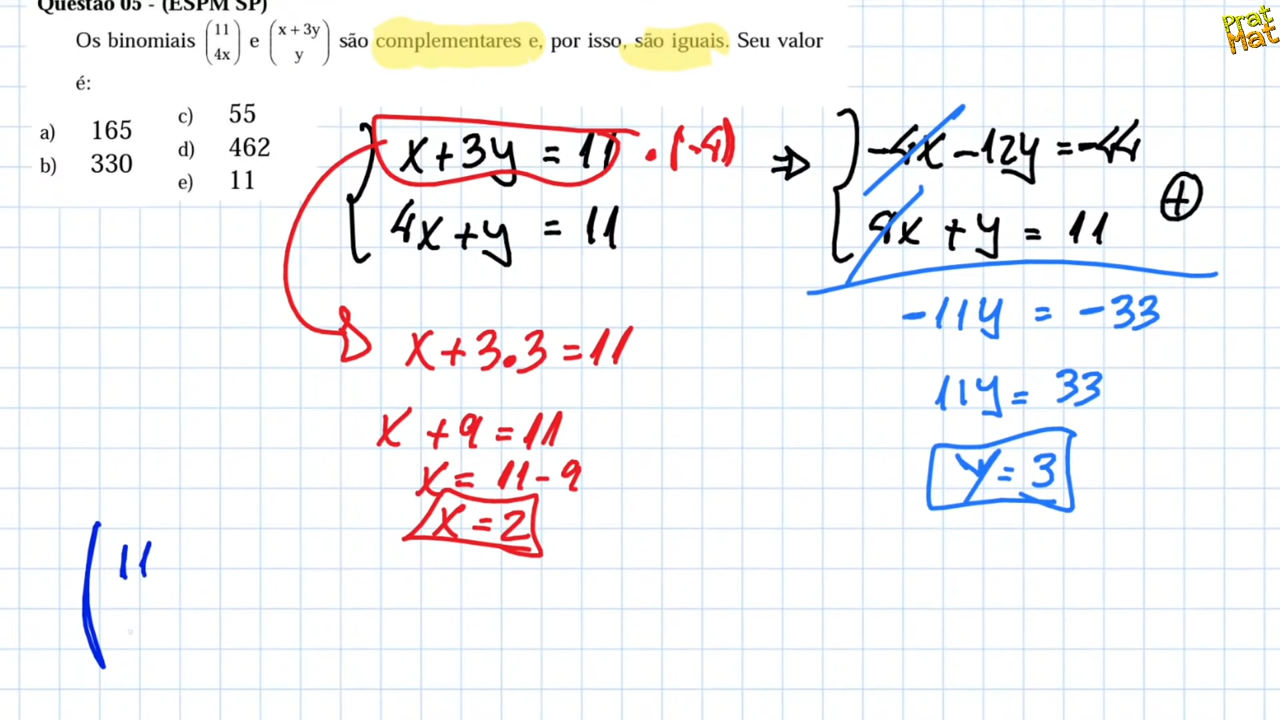 Questão 05 - (ESPM SP)
Os binomiais (11 4x) e (x + 3y y) são complementares e, por isso, são iguais. Seu valor
é:
a) 165
b) 330
c) 55
d) 462
e) 11
Prat
Mat
x + 3y = 11 · (-4)
4x + y = 11
⇒
-4x - 12y = -44
4x + y = 11
+
-11y = -33
11y = 33
y = 3
x + 3 . 3 = 11
x + 9 = 11
x = 11 - 9
x = 2
( 11